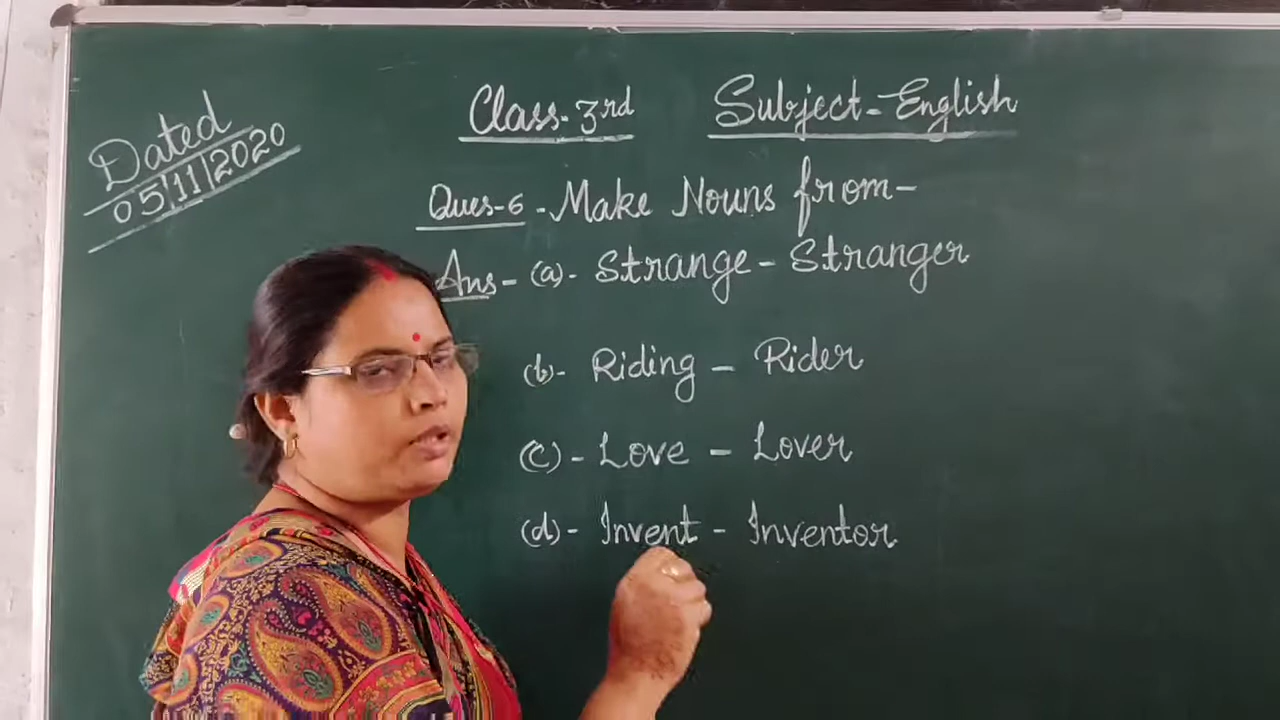 Dated
05/11/2020
Class-3rd Subject-English
Ques-6-Make Nouns from-
Ans-(a)-Strange-Stranger
(b)-Riding-Rider
(c)-Love-Lover
(d)-Invent-Inventor